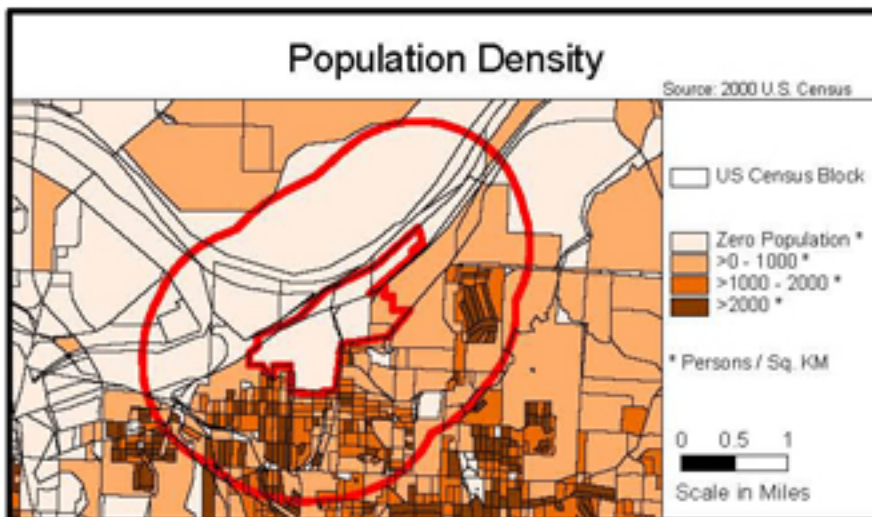 Population Density
Source: 2000 U.S. Census
US Census Block
Zero Population *
>0 - 1000 *
>1000 - 2000 *
>2000 *
* Persons / Sq. KM
0 0.5 1
Scale in Miles